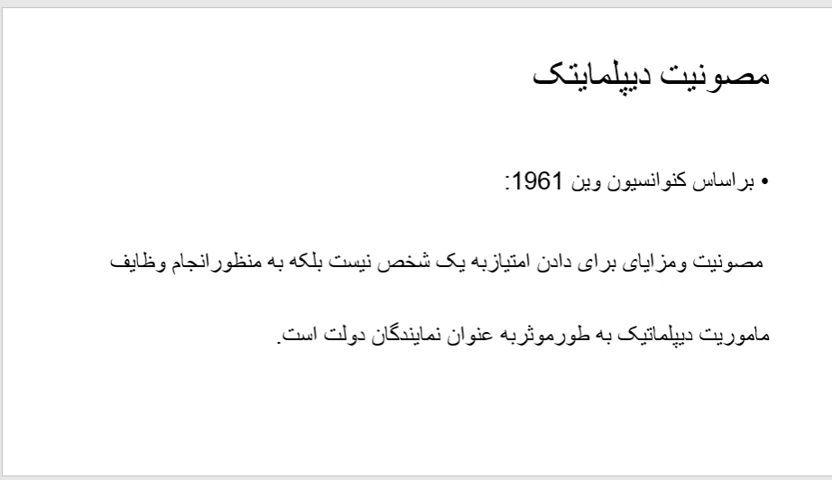 مصونیت دیپلمایتک
• براساس کنوانسیون وین 1961:
مصونیت ومزایای برای دادن امتیازبه یک شخص نیست بلکه به منظورانجام وظایف
ماموریت دیپلماتیک به طورموثربه عنوان نمایندگان دولت است.